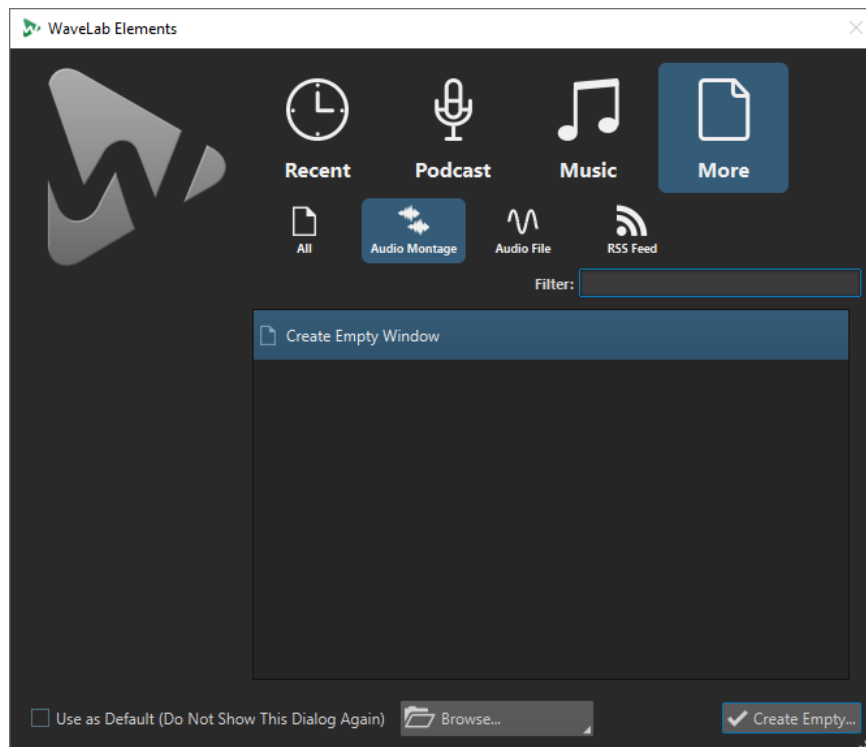 WaveLab Elements
Recent Podcast Music More
All Audio Montage Audio File RSS Feed
Filter:
Create Empty Window
Use as Default (Do Not Show This Dialog Again) Browse... Create Empty...